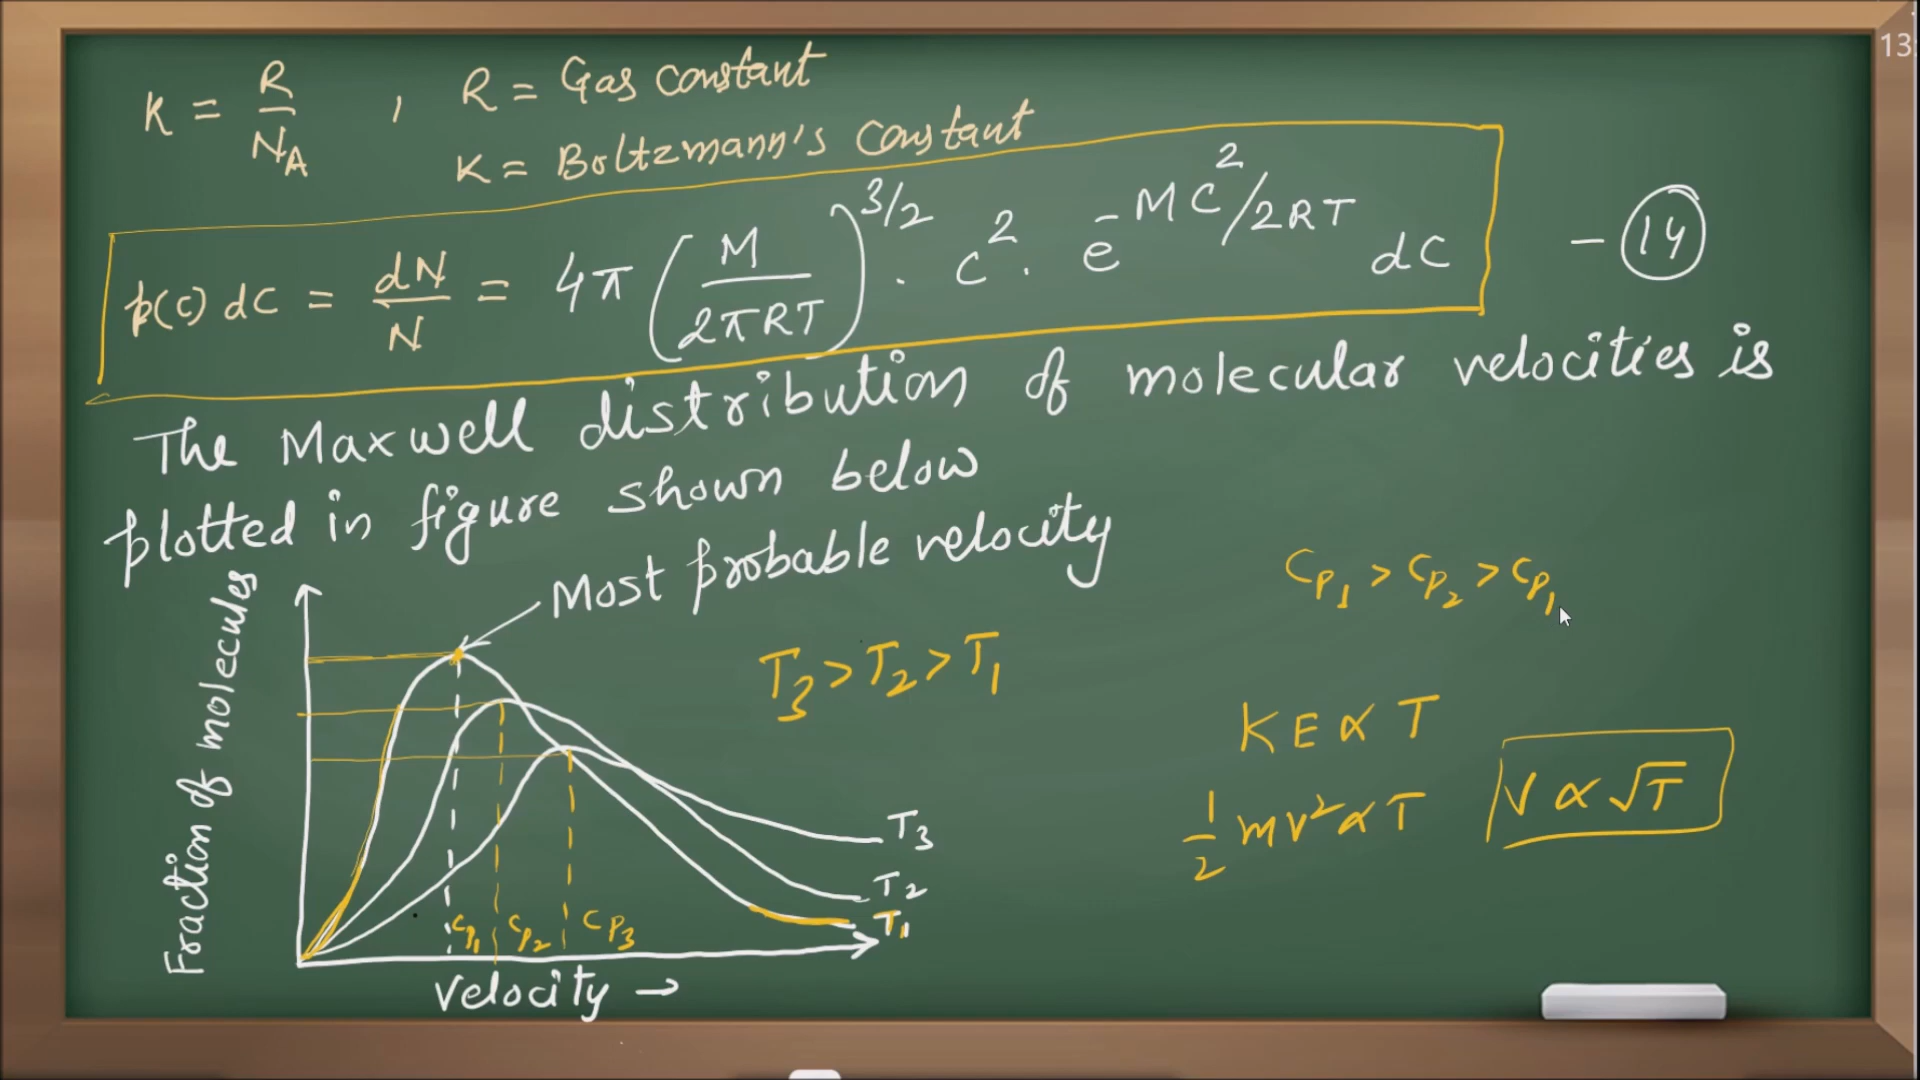 13
K = R/N_A , R = Gas constant
K = Boltzmann's constant
p(c) dc = dN/N = 4π (M/2πRT)^3/2 . c^2 . e^-MC^2/2RT dc - 14
The Maxwell distribution of molecular velocities is
plotted in figure shown below
Most probable velocity
Fraction of molecules
T3 > T2 > T1
Cp1 > Cp2 > Cp1
KE ∝ T
1/2 mv² ∝ T
V ∝ √T
T3
T2
T1
Cp1 Cp2 Cp3
Velocity →